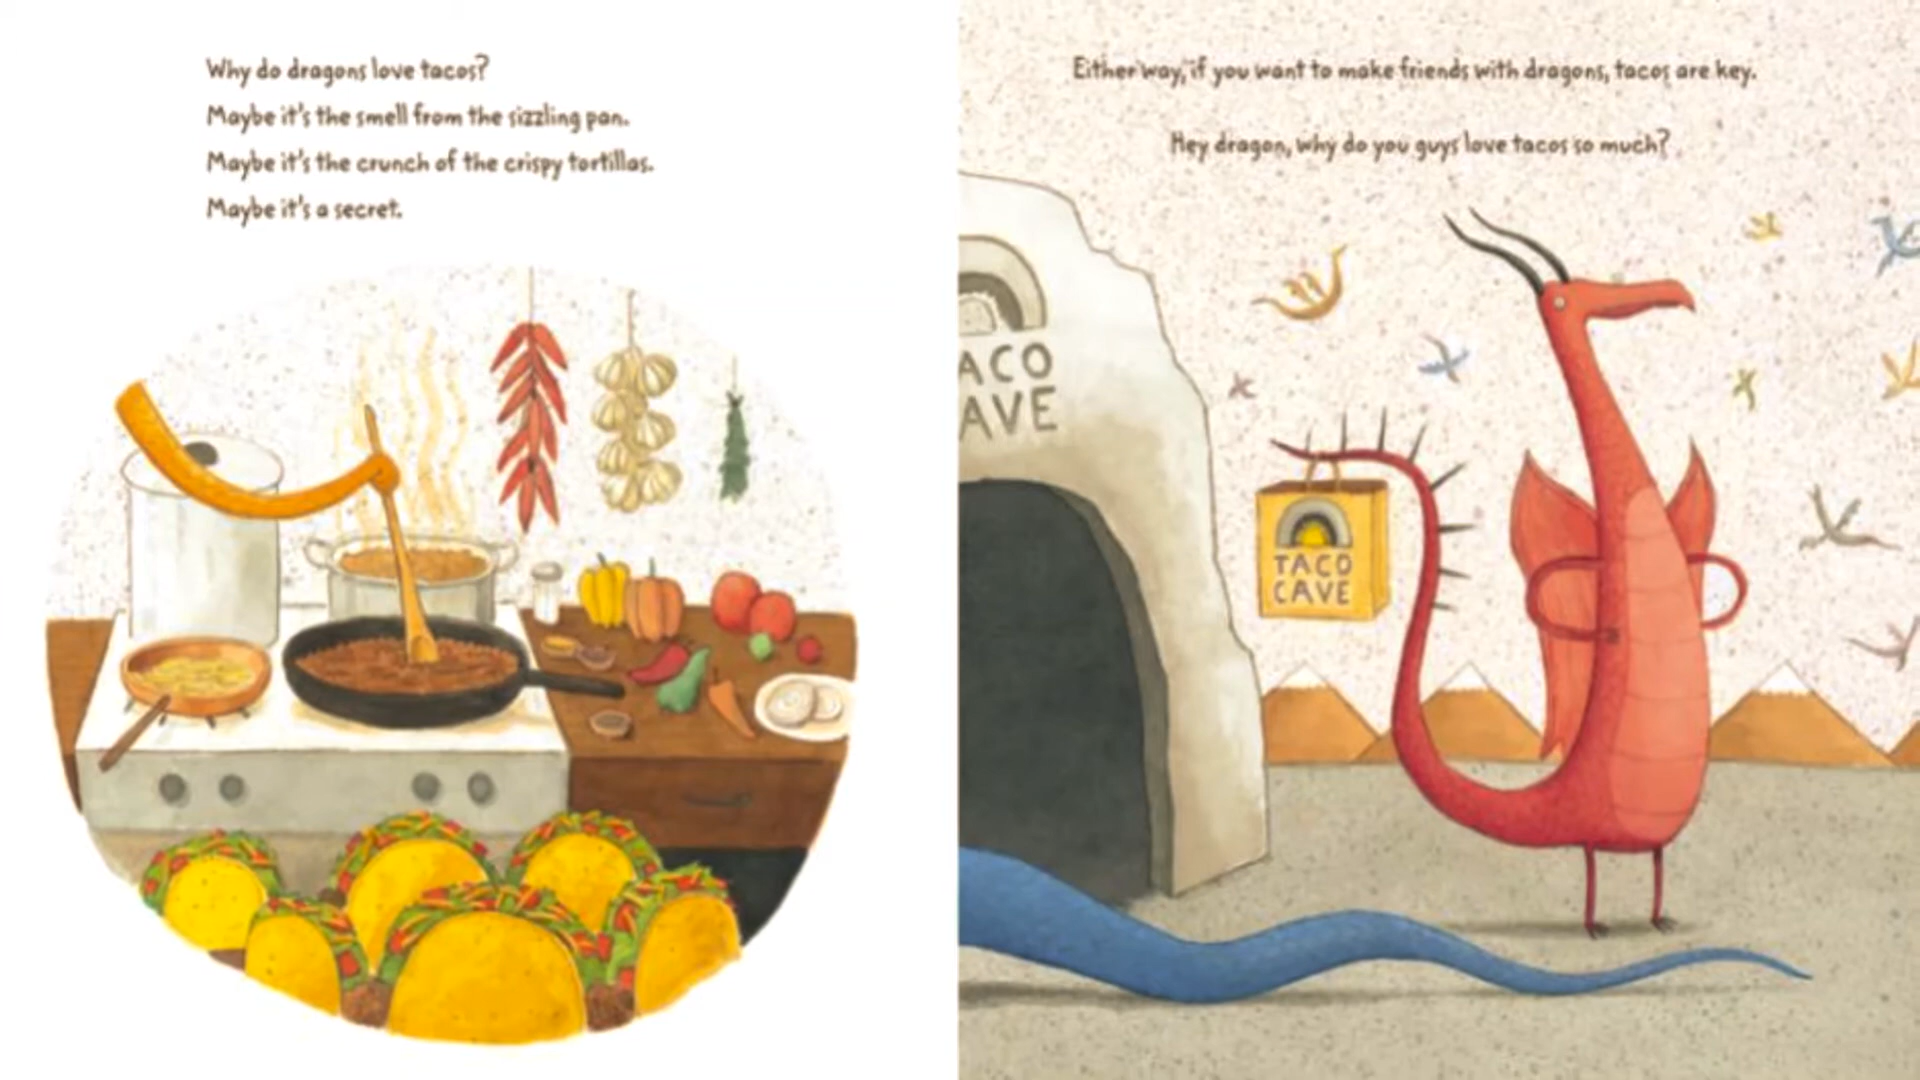 Why do dragons love tacos?
Maybe it's the smell from the sizzling pan.
Maybe it's the crunch of the crispy tortillas.
Maybe it's a secret.
Either way, if you want to make friends with dragons, tacos are key.
Hey dragon, why do you guys love tacos so much?
ACO
AVE
TACO
CAVE